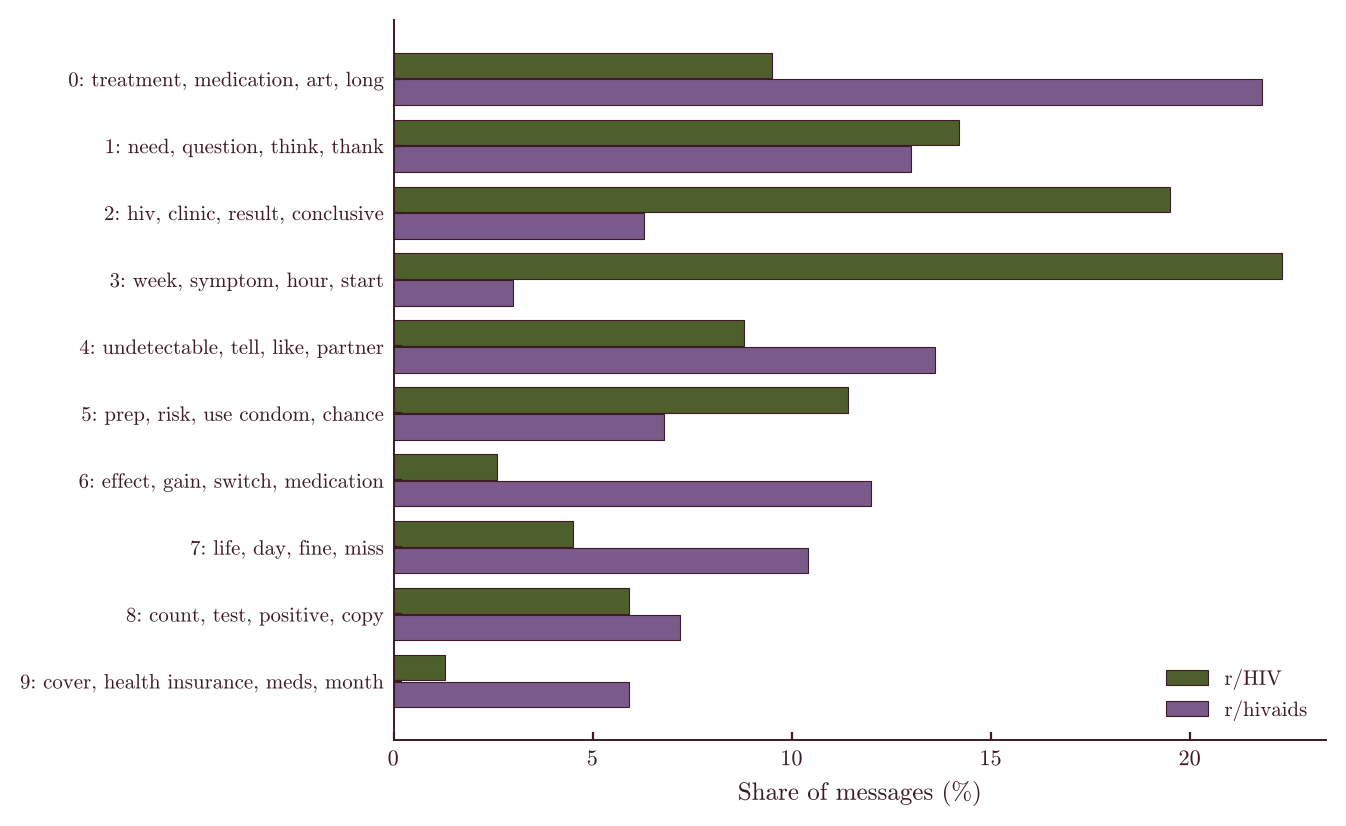 0: treatment, medication, art, long
1: need, question, think, thank
2: hiv, clinic, result, conclusive
3: week, symptom, hour, start
4: undetectable, tell, like, partner
5: prep, risk, use condom, chance
6: effect, gain, switch, medication
7: life, day, fine, miss
8: count, test, positive, copy
9: cover, health insurance, meds, month
r/HIV
r/hivaids
0 5 10 15 20
Share of messages (%)